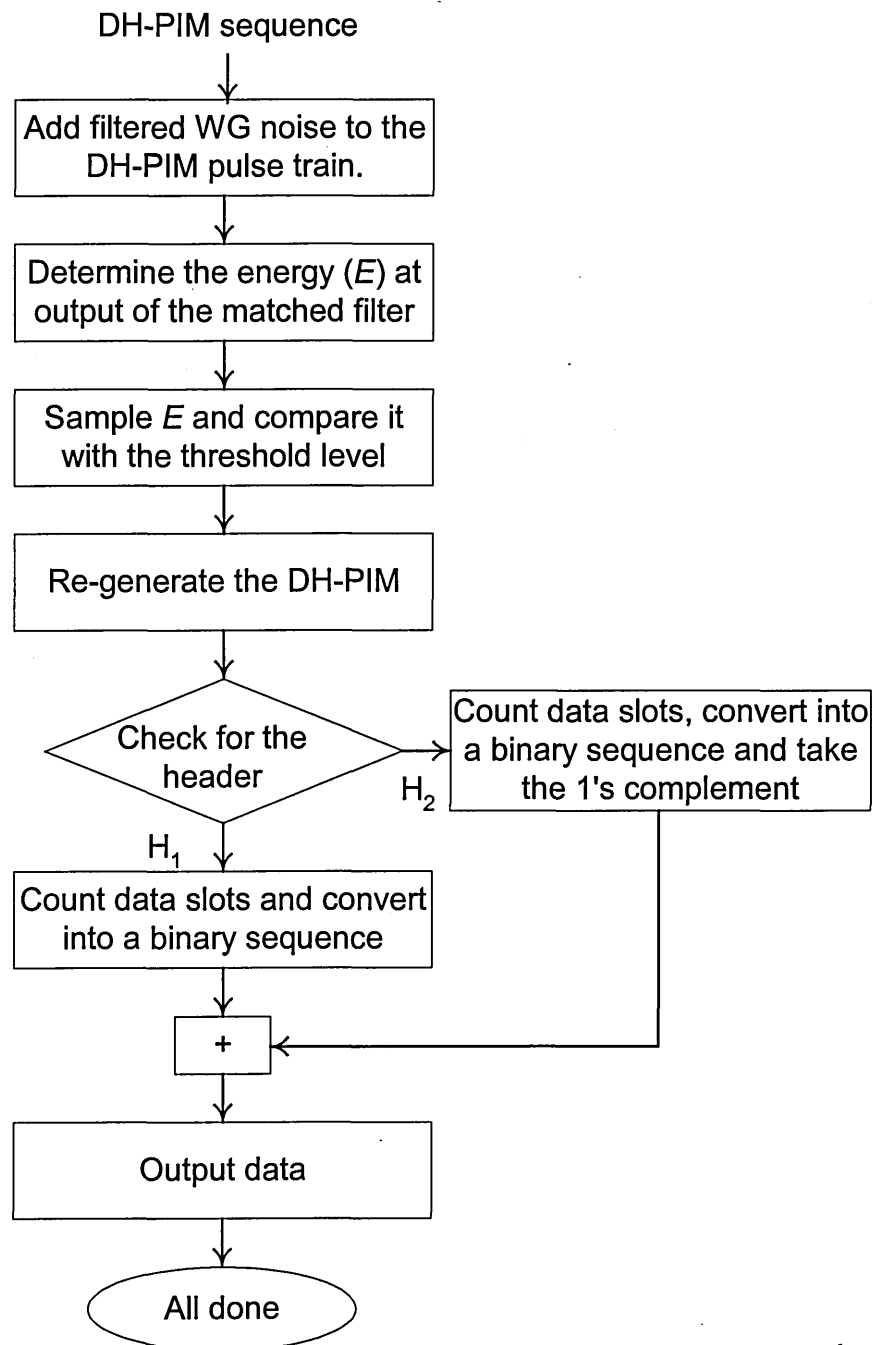 DH-PIM sequence
Add filtered WG noise to the
DH-PIM pulse train.
Determine the energy (E) at
output of the matched filter
Sample E and compare it
with the threshold level
Re-generate the DH-PIM
Check for the
header
H₂
Count data slots, convert into
a binary sequence and take
the 1's complement
H₁
Count data slots and convert
into a binary sequence
+
Output data
All done